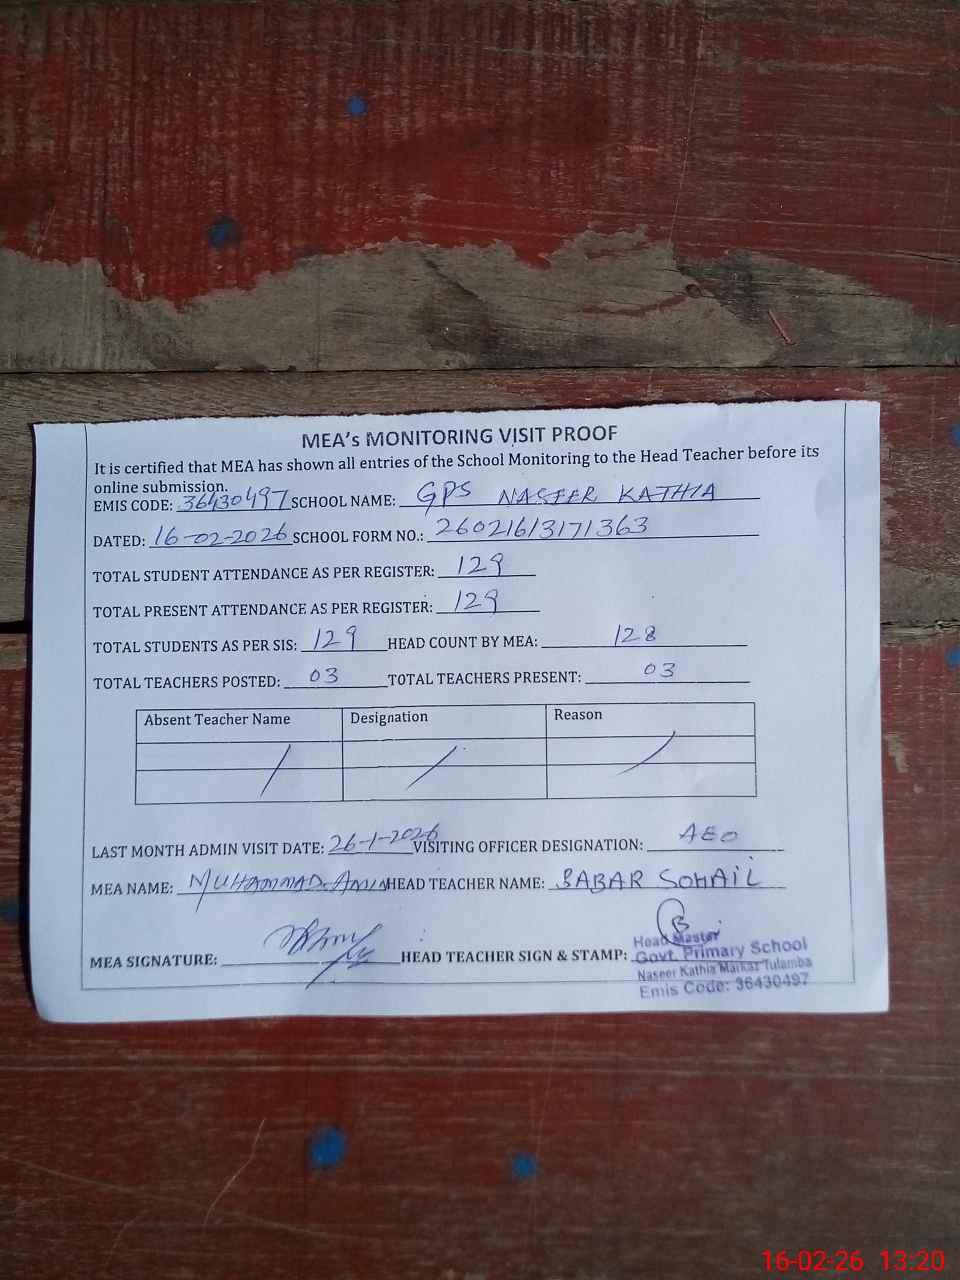 MEA's MONITORING VISIT PROOF
It is certified that MEA has shown all entries of the School Monitoring to the Head Teacher before its
online submission.
EMIS CODE: 36430497 SCHOOL NAME: GPS NASEER KATHIA
DATED: 16-02-2026 SCHOOL FORM NO.: 26021613171363
TOTAL STUDENT ATTENDANCE AS PER REGISTER: 129
TOTAL PRESENT ATTENDANCE AS PER REGISTER: 129
TOTAL STUDENTS AS PER SIS: 129 HEAD COUNT BY MEA: 128
TOTAL TEACHERS POSTED: 03 TOTAL TEACHERS PRESENT: 03
Absent Teacher Name Designation Reason
LAST MONTH ADMIN VISIT DATE: 26-1-2026 VISITING OFFICER DESIGNATION: AEO
MEA NAME: MUHAMMAD AMIN HEAD TEACHER NAME: BABAR SOHAIL
MEA SIGNATURE: HEAD TEACHER SIGN & STAMP:
Head Master
Govt. Primary School
Naseer Kathia Markaz Tulamba
Emis Code: 36430497
16-02-26 13:20